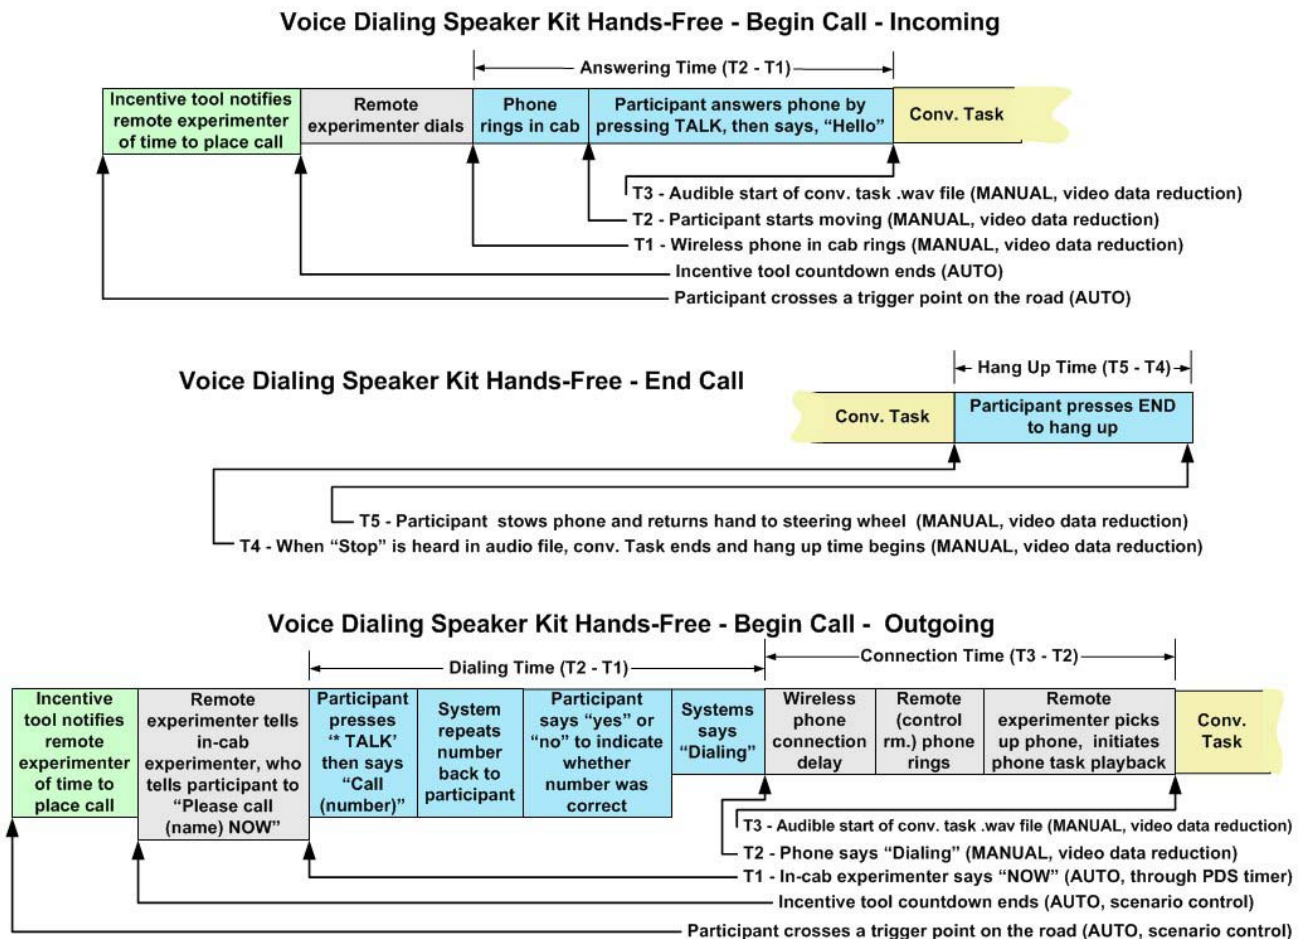 Voice Dialing Speaker Kit Hands-Free - Begin Call - Incoming
Answering Time (T2 - T1)
Incentive tool notifies
remote experimenter
of time to place call
Remote
experimenter dials
Phone
rings in cab
Participant answers phone by
pressing TALK, then says, “Hello”
Conv. Task
T3 - Audible start of conv. task .wav file (MANUAL, video data reduction)
T2 - Participant starts moving (MANUAL, video data reduction)
T1 - Wireless phone in cab rings (MANUAL, video data reduction)
Incentive tool countdown ends (AUTO)
Participant crosses a trigger point on the road (AUTO)
Voice Dialing Speaker Kit Hands-Free - End Call
Hang Up Time (T5 - T4)
Conv. Task
Participant presses END
to hang up
T5 - Participant stows phone and returns hand to steering wheel (MANUAL, video data reduction)
T4 - When “Stop” is heard in audio file, conv. Task ends and hang up time begins (MANUAL, video data reduction)
Voice Dialing Speaker Kit Hands-Free - Begin Call - Outgoing
Dialing Time (T2 - T1)
Connection Time (T3 - T2)
Incentive
tool notifies
remote
experimenter
of time to
place call
Remote
experimenter tells
in-cab
experimenter, who
tells participant to
“Please call
(name) NOW”
Participant
presses
‘* TALK’
then says
“Call
(number)”
System
repeats
number
back to
participant
Participant
says “yes” or
“no” to indicate
whether
number was
correct
Systems
says
“Dialing”
Wireless
phone
connection
delay
Remote
(control
rm.) phone
rings
Remote
experimenter picks
up phone, initiates
phone task playback
Conv.
Task
T3 - Audible start of conv. task .wav file (MANUAL, video data reduction)
T2 - Phone says “Dialing” (MANUAL, video data reduction)
T1 - In-cab experimenter says “NOW” (AUTO, through PDS timer)
Incentive tool countdown ends (AUTO, scenario control)
Participant crosses a trigger point on the road (AUTO, scenario control)